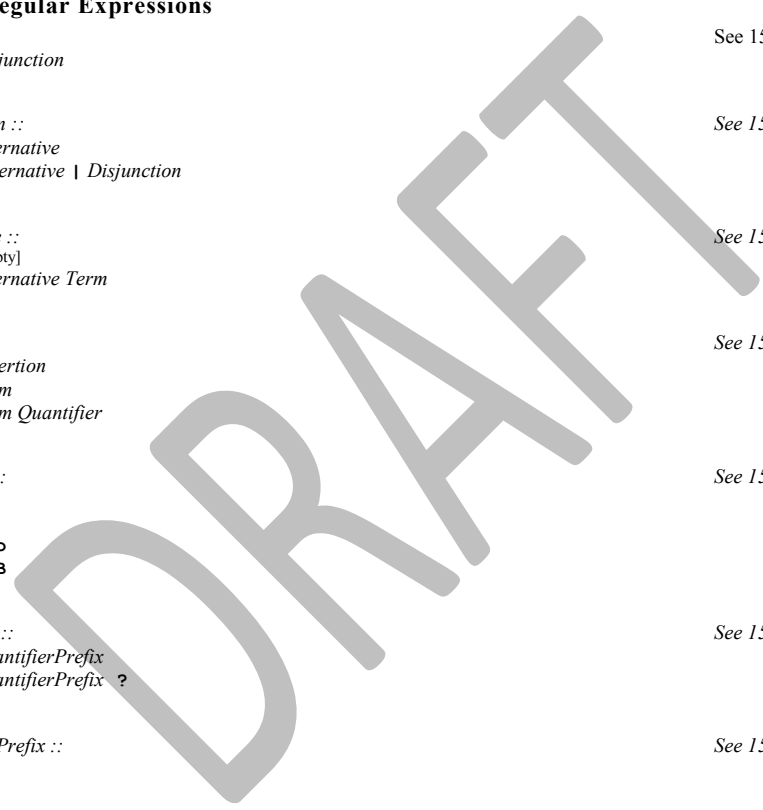 egular Expressions
See 15
junction
n :: See 15
ernative
ernative | Disjunction
e :: See 15
pty]
ernative Term
See 15
ertion
m
m Quantifier
: See 15
B
:: See 15
antifierPrefix
antifierPrefix ?
Prefix :: See 15
DRAFT